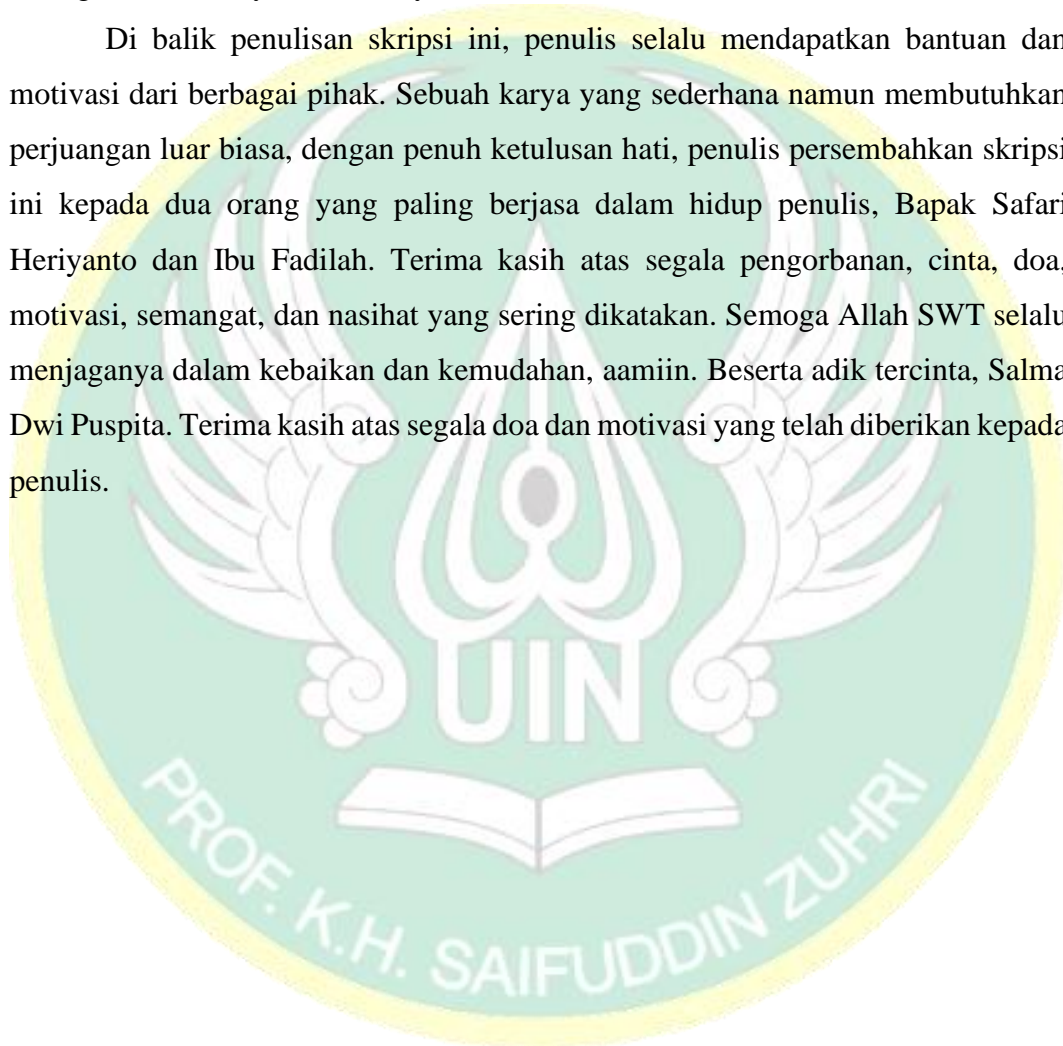 Di balik penulisan skripsi ini, penulis selalu mendapatkan bantuan dan
motivasi dari berbagai pihak. Sebuah karya yang sederhana namun membutuhkan
perjuangan luar biasa, dengan penuh ketulusan hati, penulis persembahkan skripsi
ini kepada dua orang yang paling berjasa dalam hidup penulis, Bapak Safari
Heriyanto dan Ibu Fadilah. Terima kasih atas segala pengorbanan, cinta, doa,
motivasi, semangat, dan nasihat yang sering dikatakan. Semoga Allah SWT selalu
menjaganya dalam kebaikan dan kemudahan, aamiin. Beserta adik tercinta, Salma
Dwi Puspita. Terima kasih atas segala doa dan motivasi yang telah diberikan kepada
penulis.
UIN
PROF. K.H. SAIFUDDIN ZUHRI